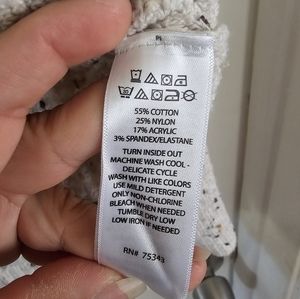 55% COTTON
25% NYLON
17% ACRYLIC
3% SPANDEX/ELASTANE
TURN INSIDE OUT
MACHINE WASH COOL -
DELICATE CYCLE
WASH WITH LIKE COLORS
USE MILD DETERGENT
ONLY NON-CHLORINE
BLEACH WHEN NEEDED
TUMBLE DRY LOW
LOW IRON IF NEEDED
RN# 75343